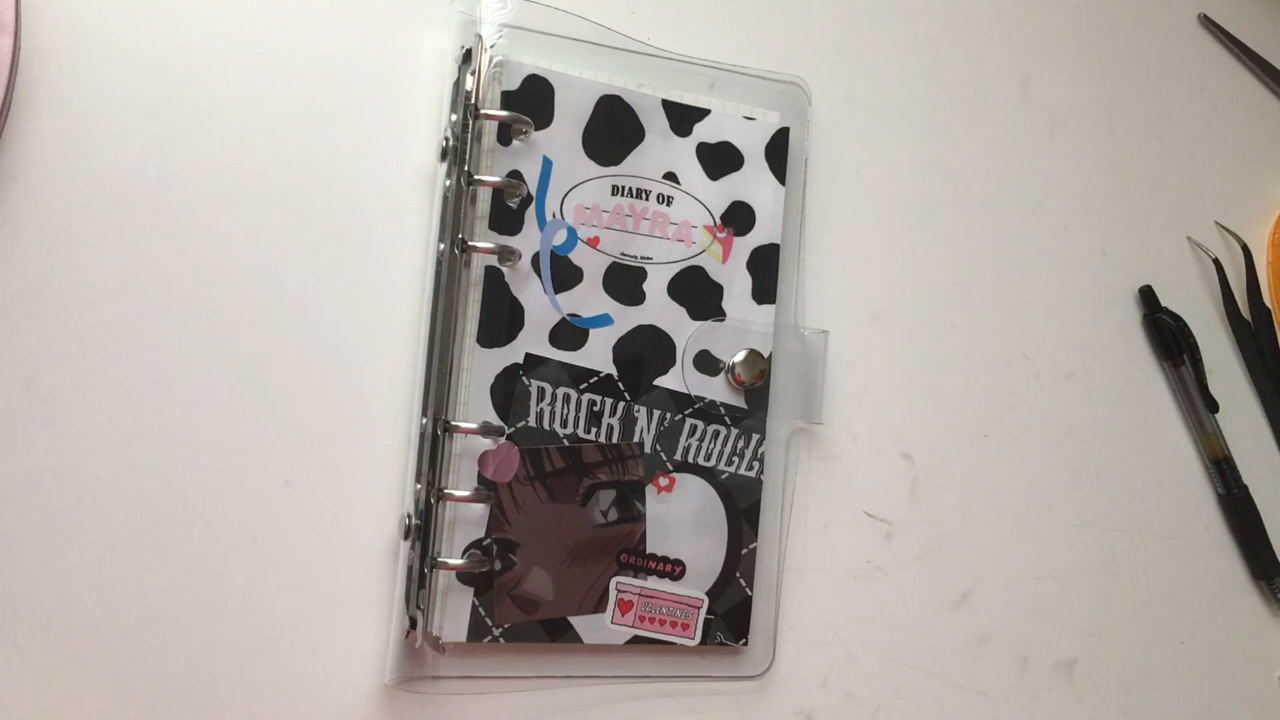 DIARY OF
MAYRA
ROCK 'N' ROLL
ORDINARY
VALENTINES